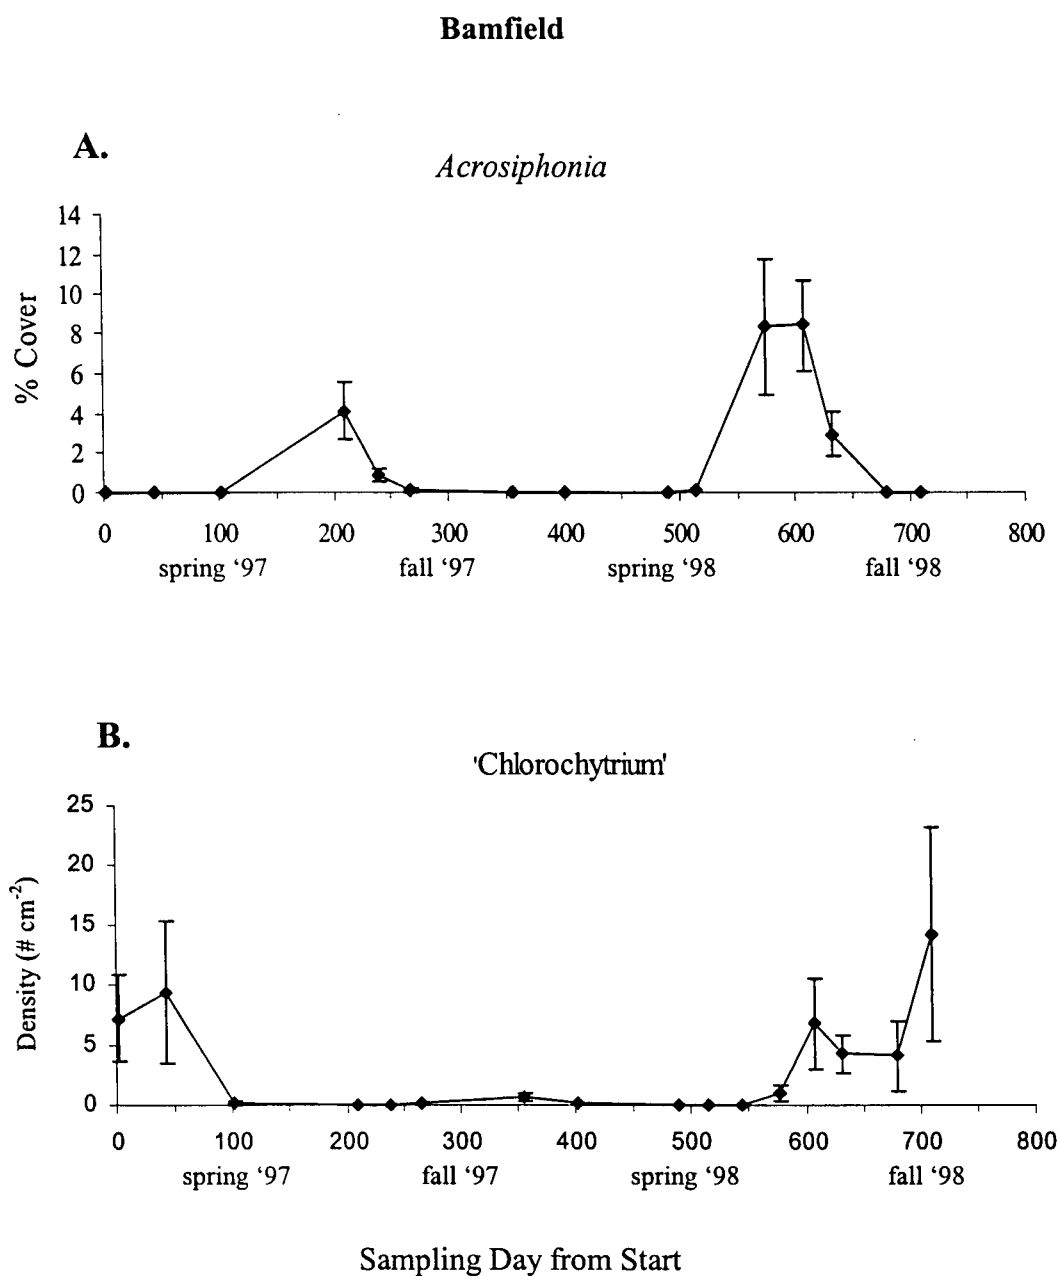 Bamfield
A.
Acrosiphonia
14
12
10
8
6
4
2
0
% Cover
0 100 200 300 400 500 600 700 800
spring ‘97 fall ‘97 spring ‘98 fall ‘98
B.
'Chlorochytrium'
25
20
15
10
5
0
Density (# cm-2)
0 100 200 300 400 500 600 700 800
spring ‘97 fall ‘97 spring ‘98 fall ‘98
Sampling Day from Start